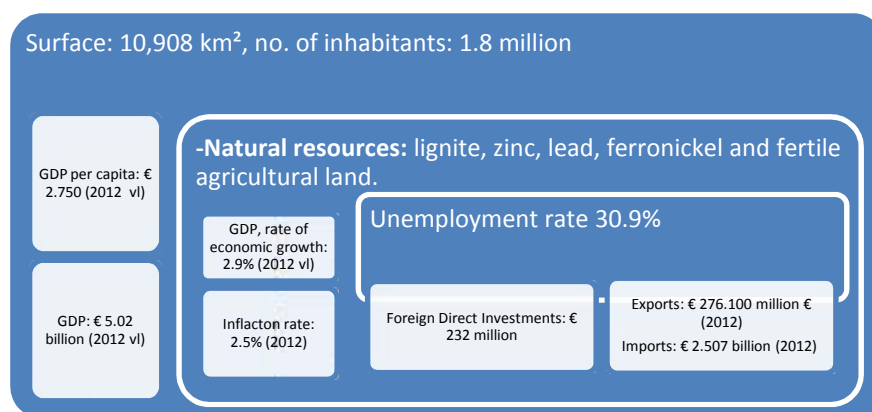 Surface: 10,908 km², no. of inhabitants: 1.8 million
GDP per capita: €
2.750 (2012 vl)
GDP: € 5.02
billion (2012 vl)
-Natural resources: lignite, zinc, lead, ferronickel and fertile
agricultural land.
GDP, rate of
economic growth:
2.9% (2012 vl)
Inflacton rate:
2.5% (2012)
Unemployment rate 30.9%
Foreign Direct Investments: €
232 million
Exports: € 276.100 million €
(2012)
Imports: € 2.507 billion (2012)